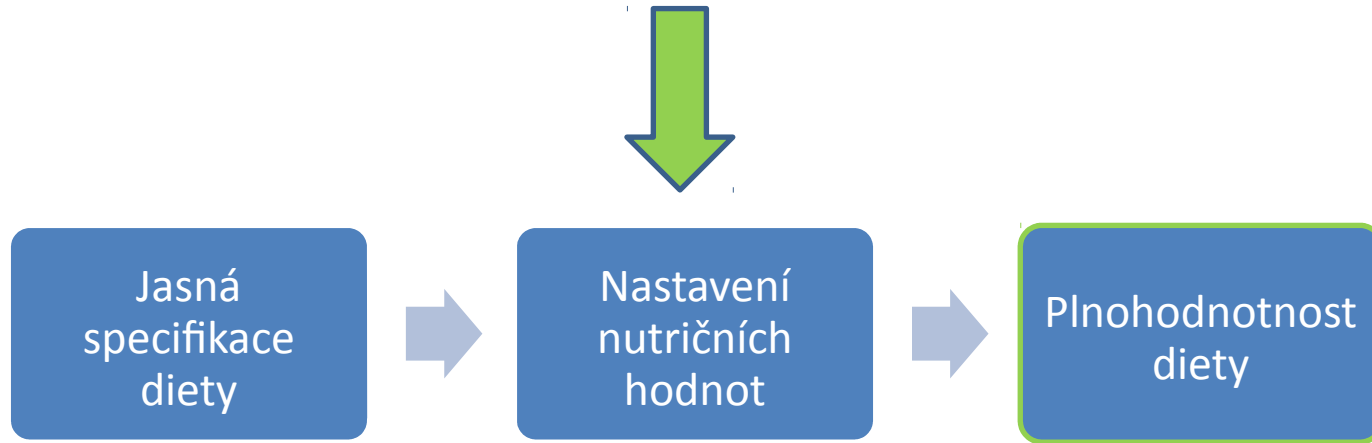 Jasná
specifikace
diety
Nastavení
nutričních
hodnot
Plnohodnotnost
diety